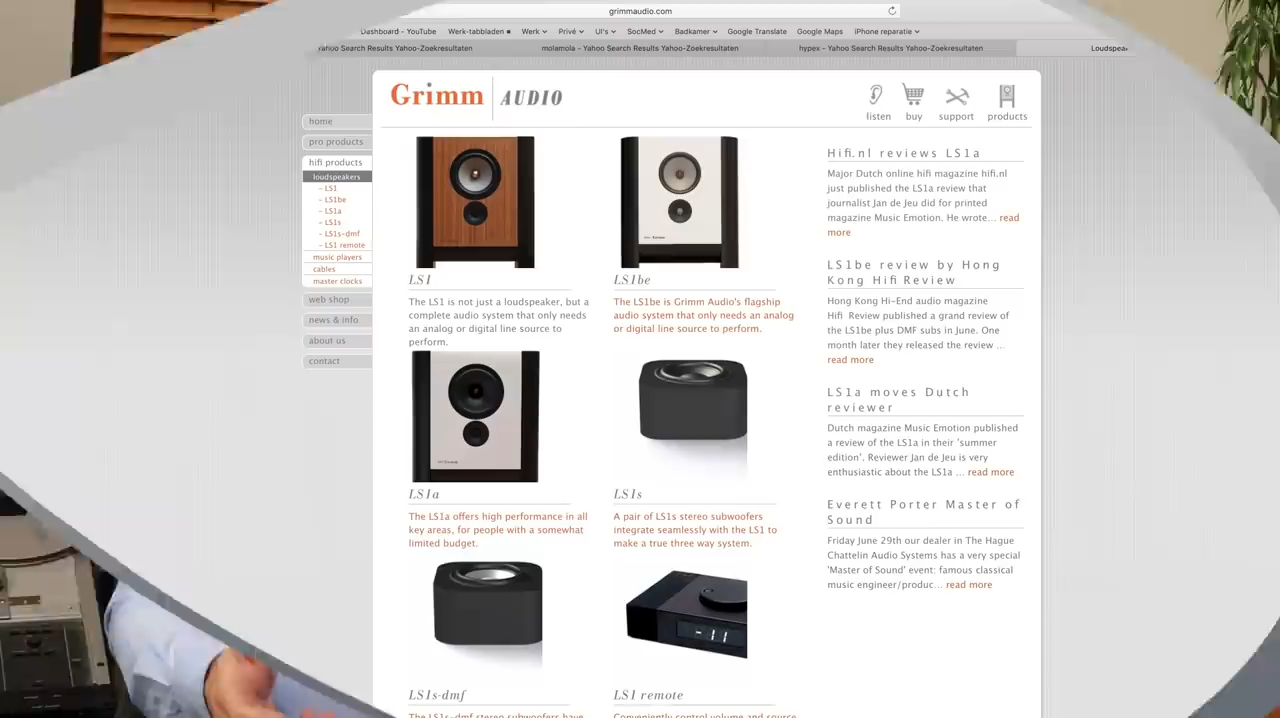 grimmaudio.com
Dashboard - YouTube Werk-tabbladen Werk Privé UI's SocMed Badkamer Google Translate Google Maps iPhone reparatie
Yahoo Search Results Yahoo-Zoekresultaten molamola - Yahoo Search Results Yahoo-Zoekresultaten hypex - Yahoo Search Results Yahoo-Zoekresultaten
Grimm AUDIO
listen buy support products
home
pro products
hifi products
loudspeakers
- LS1
- LS1be
- LS1a
- LS1s
- LS1s-dmf
- LS1 remote
music players
cables
master clocks
web shop
news & info
about us
contact
LS1
The LS1 is not just a loudspeaker, but a
complete audio system that only needs
an analog or digital line source to
perform.
LS1be
The LS1be is Grimm Audio's flagship
audio system that only needs an analog
or digital line source to perform.
LS1a
The LS1a offers high performance in all
key areas, for people with a somewhat
limited budget.
LS1s
A pair of LS1s stereo subwoofers
integrate seamlessly with the LS1 to
make a true three way system.
-11
LS1s-dmf
The LS1s-dmf stereo subwoofers have
LS1 remote
Conveniently control volume and source
Hifi.nl reviews LS1a
Major Dutch online hifi magazine hifi.nl
just published the LS1a review that
journalist Jan de Jeu did for printed
magazine Music Emotion. He wrote... read
more
LS1be review by Hong
Kong Hifi Review
Hong Kong Hi-End audio magazine
Hifi Review published a grand review of
the LS1be plus DMF subs in June. One
month later they released the review ...
read more
LS1a moves Dutch
reviewer
Dutch magazine Music Emotion published
a review of the LS1a in their 'summer
edition'. Reviewer Jan de Jeu is very
enthusiastic about the LS1a ... read more
Everett Porter Master of
Sound
Friday June 29th our dealer in The Hague
Chattelin Audio Systems has a very special
'Master of Sound' event: famous classical
music engineer/produc... read more